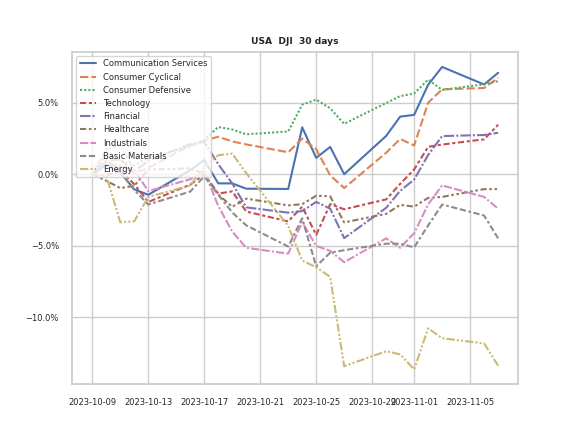 USA DJI 30 days
Communication Services
Consumer Cyclical
Consumer Defensive
Technology
Financial
Healthcare
Industrials
Basic Materials
Energy
5.0%
0.0%
−5.0%
−10.0%
2023-10-09 2023-10-13 2023-10-17 2023-10-21 2023-10-25 2023-10-29 2023-11-01 2023-11-05